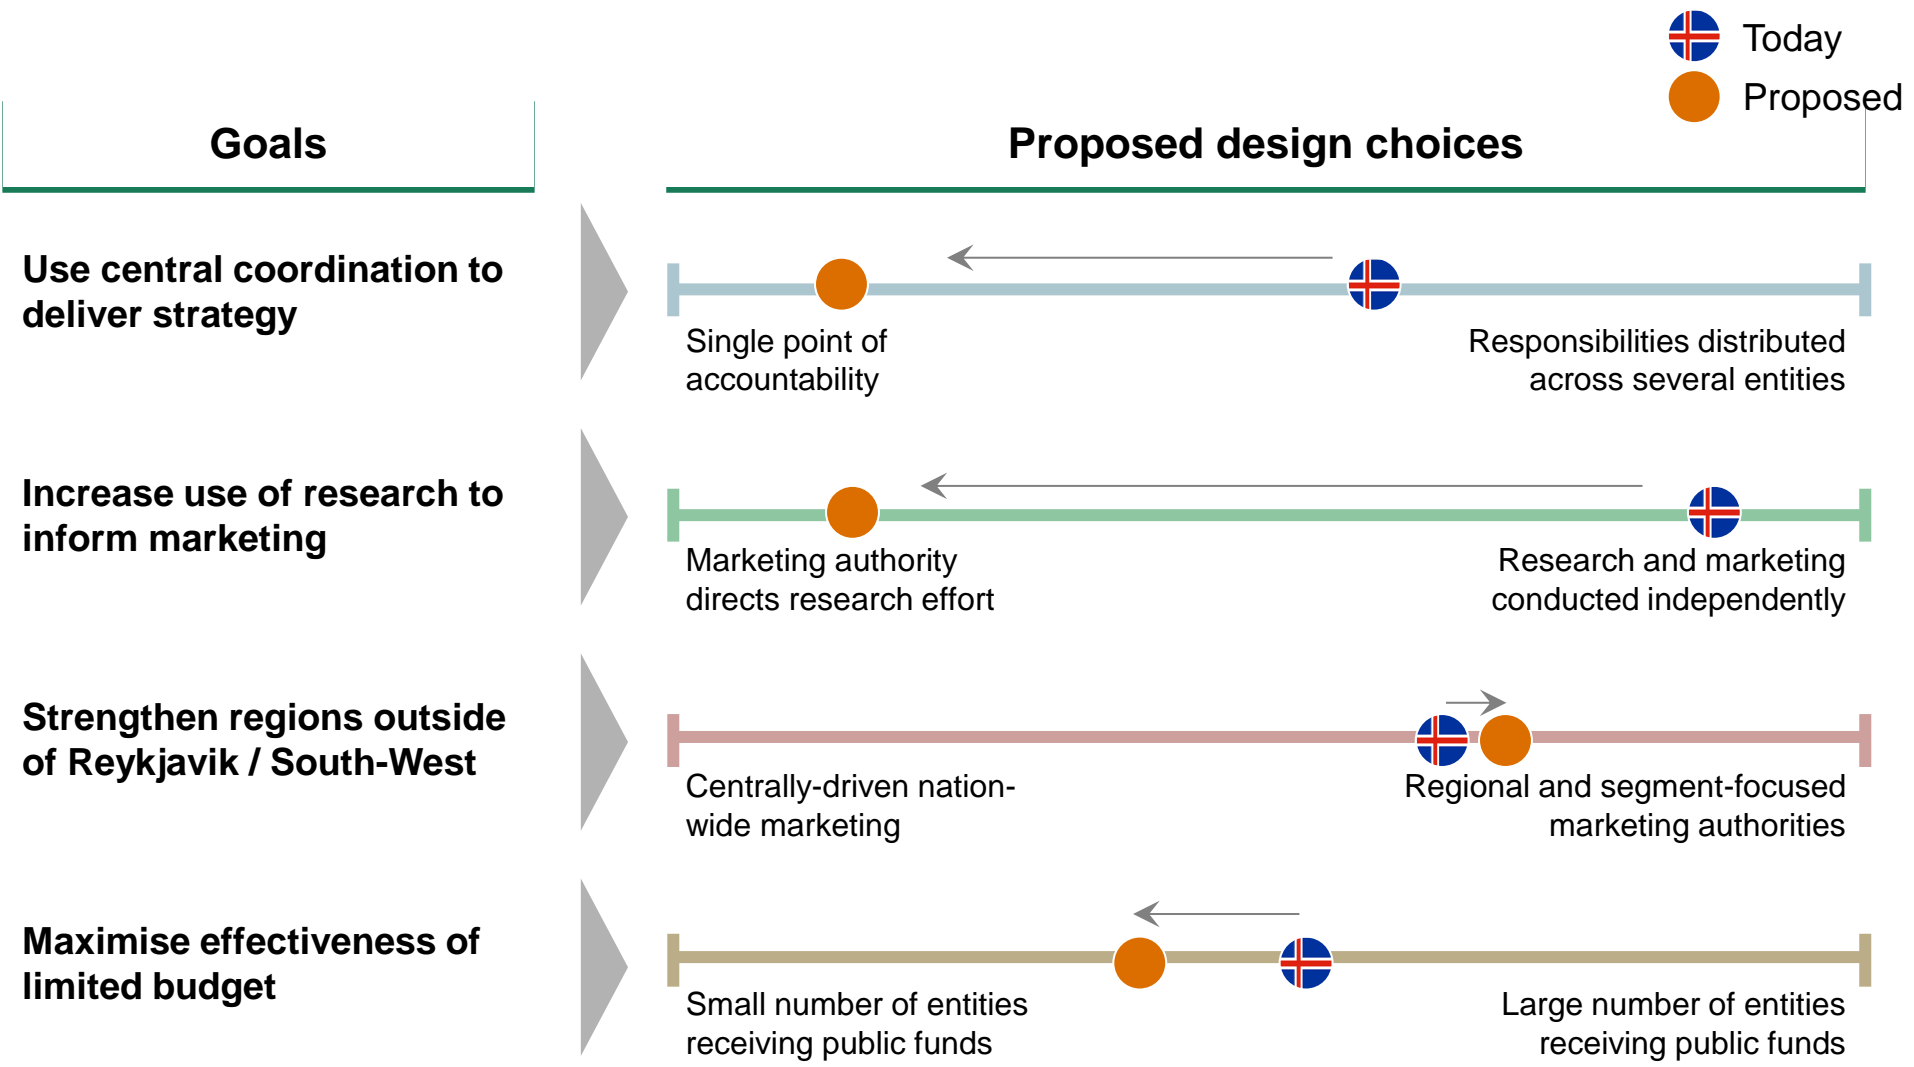 Today
Proposed
Goals
Proposed design choices
Use central coordination to
deliver strategy
Single point of
accountability
Responsibilities distributed
across several entities
Increase use of research to
inform marketing
Marketing authority
directs research effort
Research and marketing
conducted independently
Strengthen regions outside
of Reykjavik / South-West
Centrally-driven nation-
wide marketing
Regional and segment-focused
marketing authorities
Maximise effectiveness of
limited budget
Small number of entities
receiving public funds
Large number of entities
receiving public funds